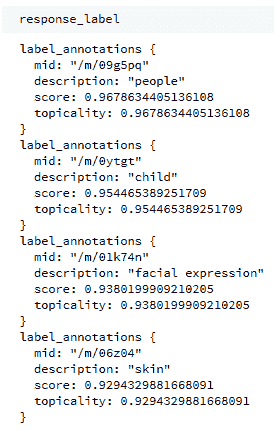 response_label
label_annotations {
mid: "/m/09g5pq"
description: "people"
score: 0.9678634405136108
topicality: 0.9678634405136108
}
label_annotations {
mid: "/m/0ytgt"
description: "child"
score: 0.954465389251709
topicality: 0.954465389251709
}
label_annotations {
mid: "/m/01k74n"
description: "facial expression"
score: 0.9380199909210205
topicality: 0.9380199909210205
}
label_annotations {
mid: "/m/06z04"
description: "skin"
score: 0.9294329881668091
topicality: 0.9294329881668091
}